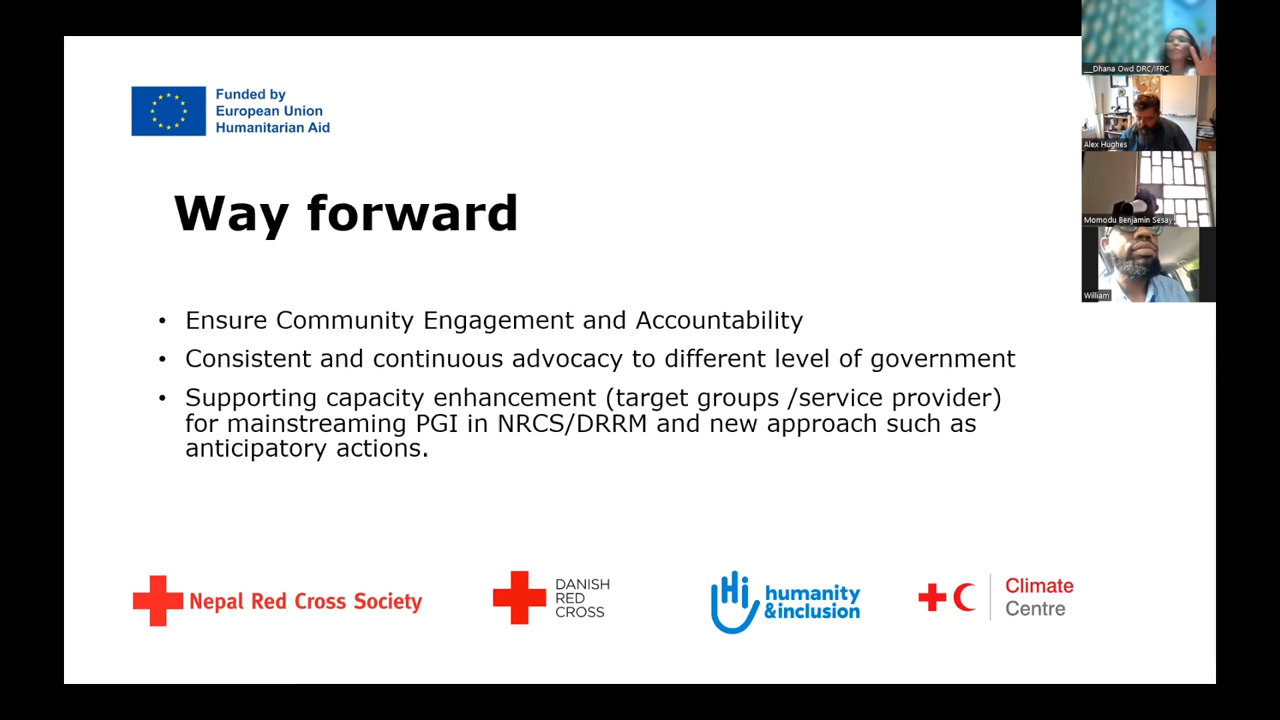 Funded by
European Union
Humanitarian Aid
Way forward
• Ensure Community Engagement and Accountability
• Consistent and continuous advocacy to different level of government
• Supporting capacity enhancement (target groups /service provider)
for mainstreaming PGI in NRCS/DRRM and new approach such as
anticipatory actions.
Nepal Red Cross Society
DANISH
RED
CROSS
Hi
humanity
&inclusion
Climate
Centre
__Dhana Owd DRC/IFRC
Alex Hughes
Momodu Benjamin Sesay
William